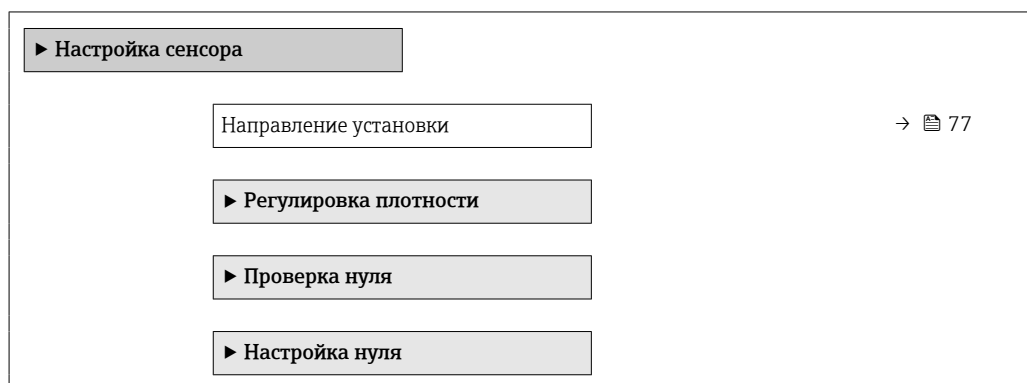 ▶ Настройка сенсора
Направление установки → 🖺 77
▶ Регулировка плотности
▶ Проверка нуля
▶ Настройка нуля